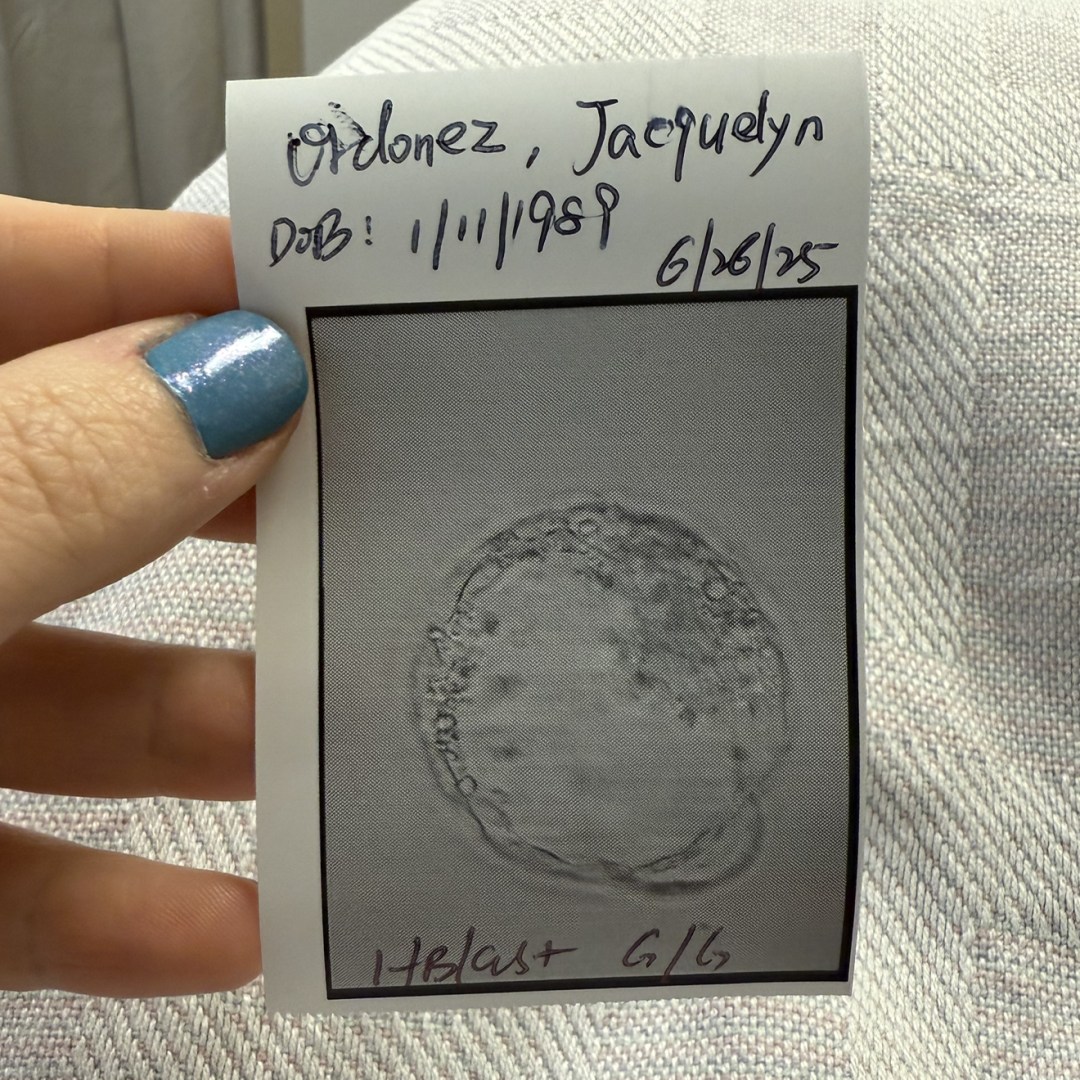 Ordonez, Jacquelyn
DOB: 1/11/1989
6/26/25
1 HBlast G/G